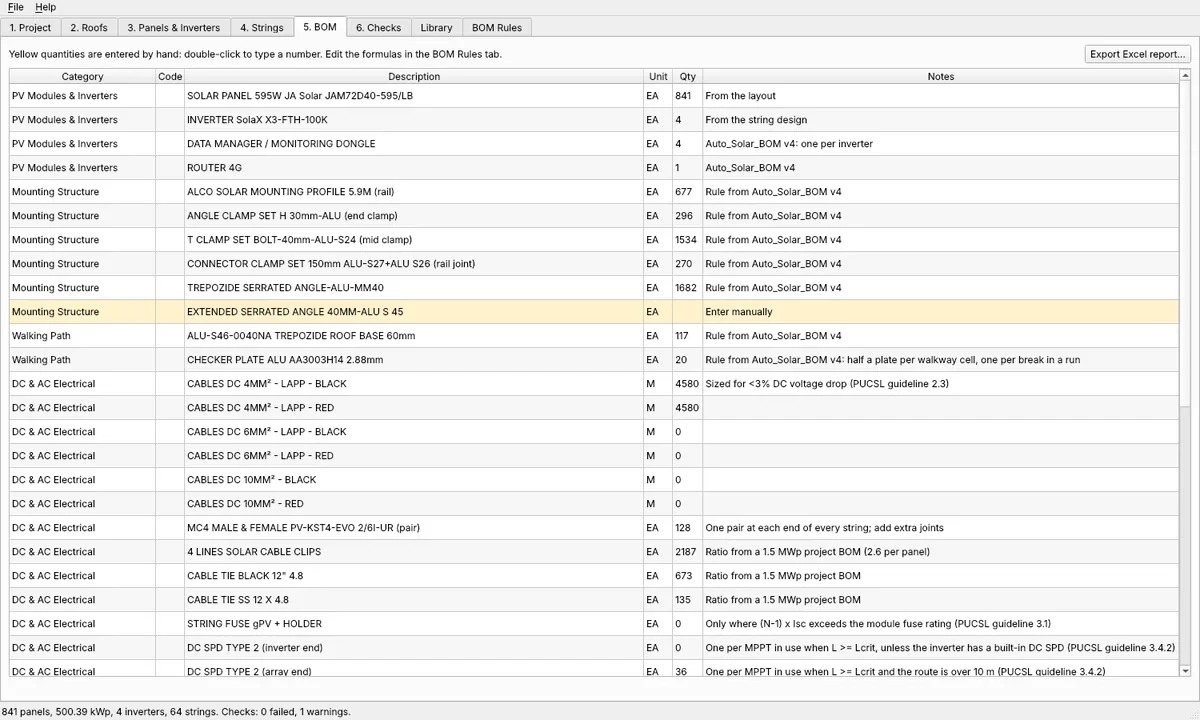 File Help
1. Project 2. Roofs 3. Panels & Inverters 4. Strings 5. BOM 6. Checks Library BOM Rules
Yellow quantities are entered by hand: double-click to type a number. Edit the formulas in the BOM Rules tab. Export Excel report...
Category Code Description Unit Qty Notes
PV Modules & Inverters SOLAR PANEL 595W JA Solar JAM72D40-595/LB EA 841 From the layout
PV Modules & Inverters INVERTER SolaX X3-FTH-100K EA 4 From the string design
PV Modules & Inverters DATA MANAGER / MONITORING DONGLE EA 4 Auto_Solar_BOM v4: one per inverter
PV Modules & Inverters ROUTER 4G EA 1 Auto_Solar_BOM v4
Mounting Structure ALCO SOLAR MOUNTING PROFILE 5.9M (rail) EA 677 Rule from Auto_Solar_BOM v4
Mounting Structure ANGLE CLAMP SET H 30mm-ALU (end clamp) EA 296 Rule from Auto_Solar_BOM v4
Mounting Structure T CLAMP SET BOLT-40mm-ALU-S24 (mid clamp) EA 1534 Rule from Auto_Solar_BOM v4
Mounting Structure CONNECTOR CLAMP SET 150mm ALU-S27+ALU S26 (rail joint) EA 270 Rule from Auto_Solar_BOM v4
Mounting Structure TREPOZIDE SERRATED ANGLE-ALU-MM40 EA 1682 Rule from Auto_Solar_BOM v4
Mounting Structure EXTENDED SERRATED ANGLE 40MM-ALU S 45 EA Enter manually
Walking Path ALU-S46-0040NA TREPOZIDE ROOF BASE 60mm EA 117 Rule from Auto_Solar_BOM v4
Walking Path CHECKER PLATE ALU AA3003H14 2.88mm EA 20 Rule from Auto_Solar_BOM v4: half a plate per walkway cell, one per break in a run
DC & AC Electrical CABLES DC 4MM² - LAPP - BLACK M 4580 Sized for <3% DC voltage drop (PUCSL guideline 2.3)
DC & AC Electrical CABLES DC 4MM² - LAPP - RED M 4580
DC & AC Electrical CABLES DC 6MM² - LAPP - BLACK M 0
DC & AC Electrical CABLES DC 6MM² - LAPP - RED M 0
DC & AC Electrical CABLES DC 10MM² - BLACK M 0
DC & AC Electrical CABLES DC 10MM² - RED M 0
DC & AC Electrical MC4 MALE & FEMALE PV-KST4-EVO 2/6I-UR (pair) EA 128 One pair at each end of every string; add extra joints
DC & AC Electrical 4 LINES SOLAR CABLE CLIPS EA 2187 Ratio from a 1.5 MWp project BOM (2.6 per panel)
DC & AC Electrical CABLE TIE BLACK 12" 4.8 EA 673 Ratio from a 1.5 MWp project BOM
DC & AC Electrical CABLE TIE SS 12 X 4.8 EA 135 Ratio from a 1.5 MWp project BOM
DC & AC Electrical STRING FUSE gPV + HOLDER EA 0 Only where (N-1) x Isc exceeds the module fuse rating (PUCSL guideline 3.1)
DC & AC Electrical DC SPD TYPE 2 (inverter end) EA 0 One per MPPT in use when L >= Lcrit, unless the inverter has a built-in DC SPD (PUCSL guideline 3.4.2)
DC & AC Electrical DC SPD TYPE 2 (array end) EA 36 One per MPPT in use when L >= Lcrit and the route is over 10 m (PUCSL guideline 3.4.2)
841 panels, 500.39 kWp, 4 inverters, 64 strings. Checks: 0 failed, 1 warnings.